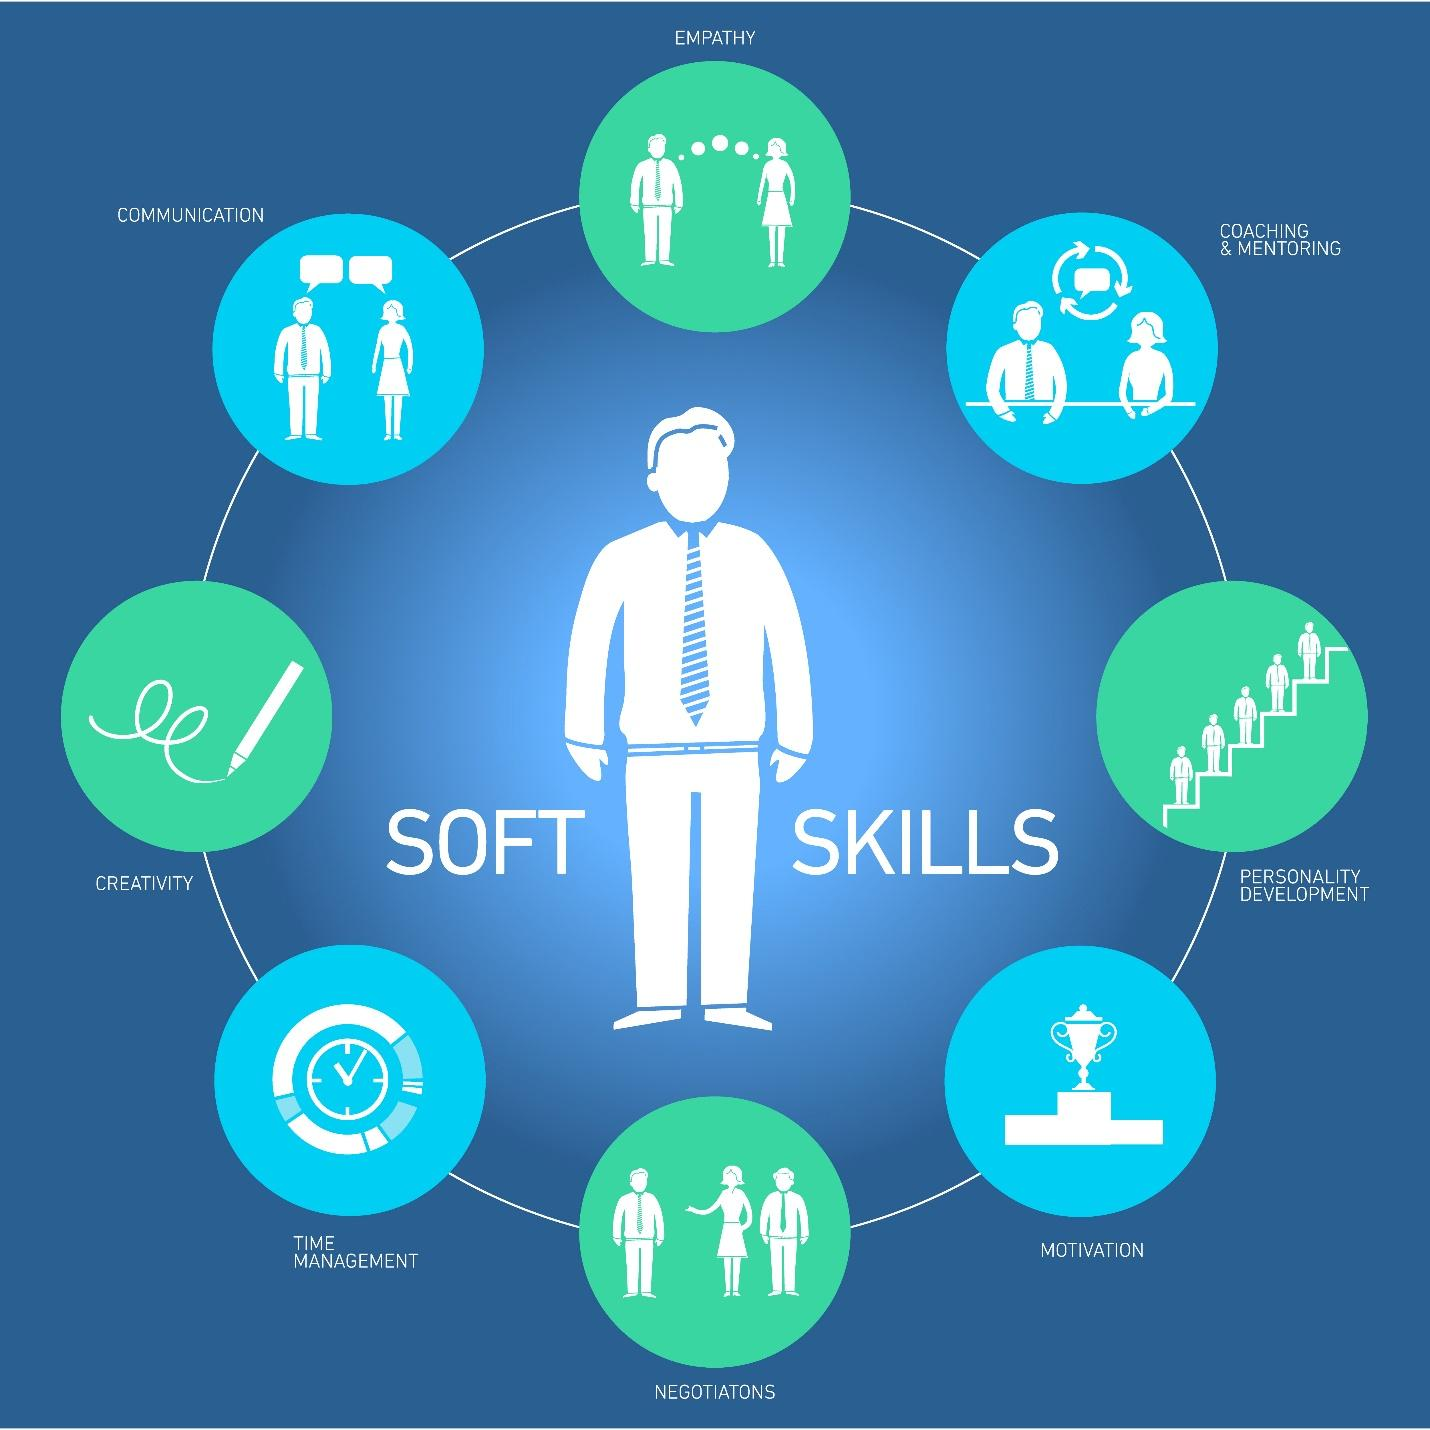 EMPATHY
COMMUNICATION
COACHING
& MENTORING
SOFT SKILLS
CREATIVITY
PERSONALITY
DEVELOPMENT
TIME
MANAGEMENT
MOTIVATION
NEGOTIATONS